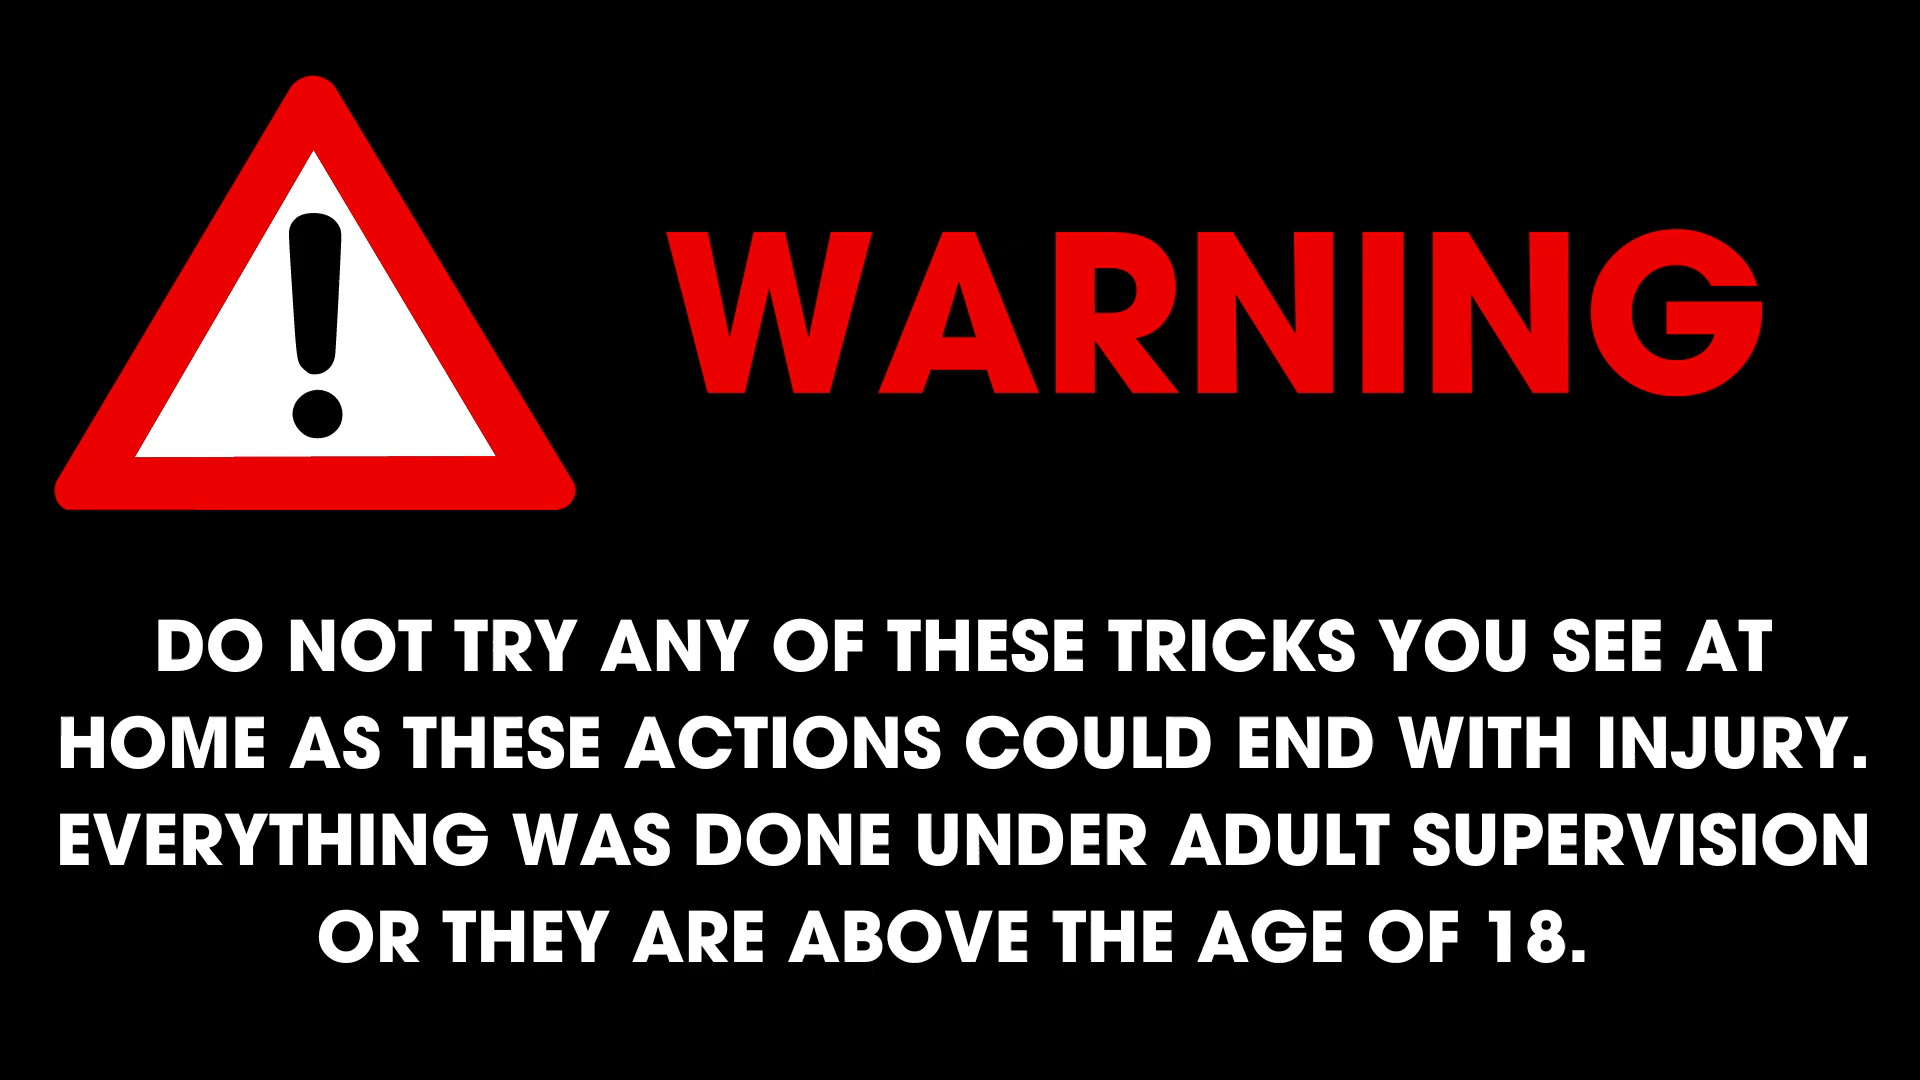 WARNING
DO NOT TRY ANY OF THESE TRICKS YOU SEE AT
HOME AS THESE ACTIONS COULD END WITH INJURY.
EVERYTHING WAS DONE UNDER ADULT SUPERVISION
OR THEY ARE ABOVE THE AGE OF 18.